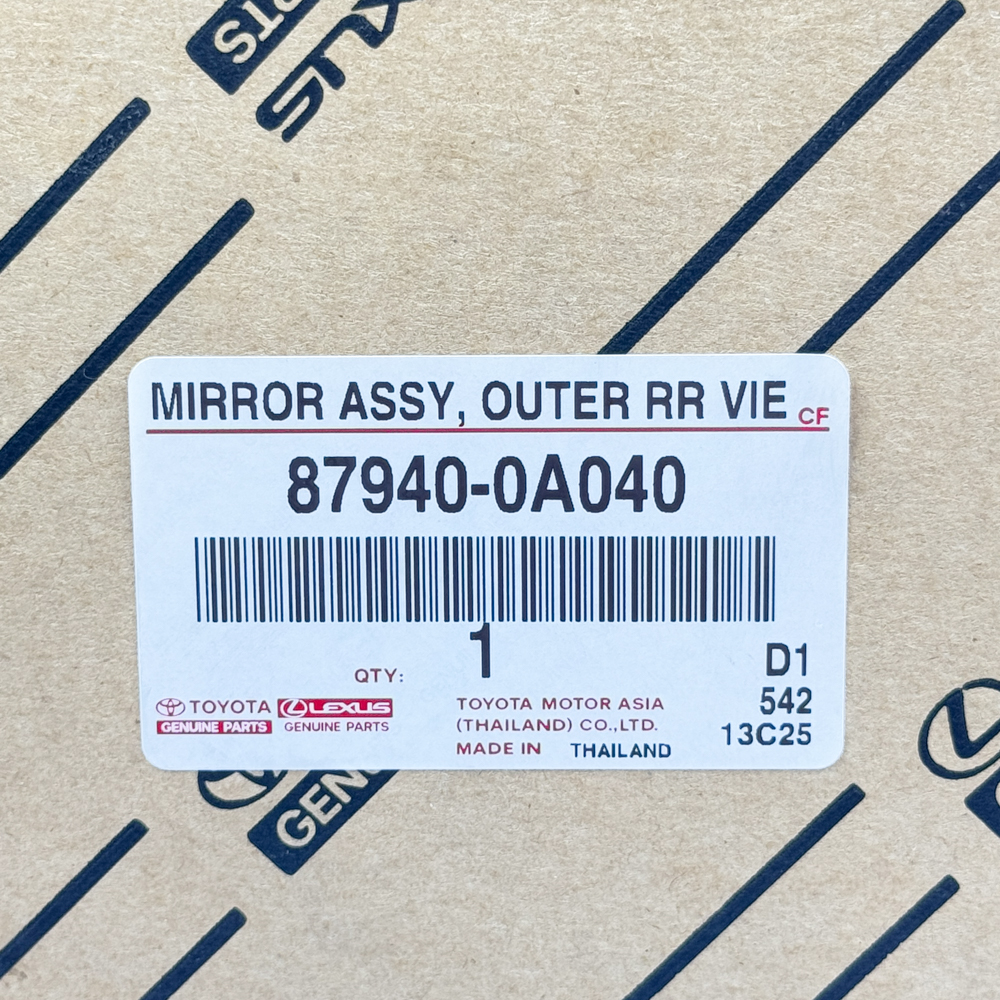 MIRROR ASSY, OUTER RR VIE CF
87940-0A040
QTY: 1
D1
542
13C25
TOYOTA
GENUINE PARTS
LEXUS
GENUINE PARTS
TOYOTA MOTOR ASIA
(THAILAND) CO.,LTD.
MADE IN THAILAND